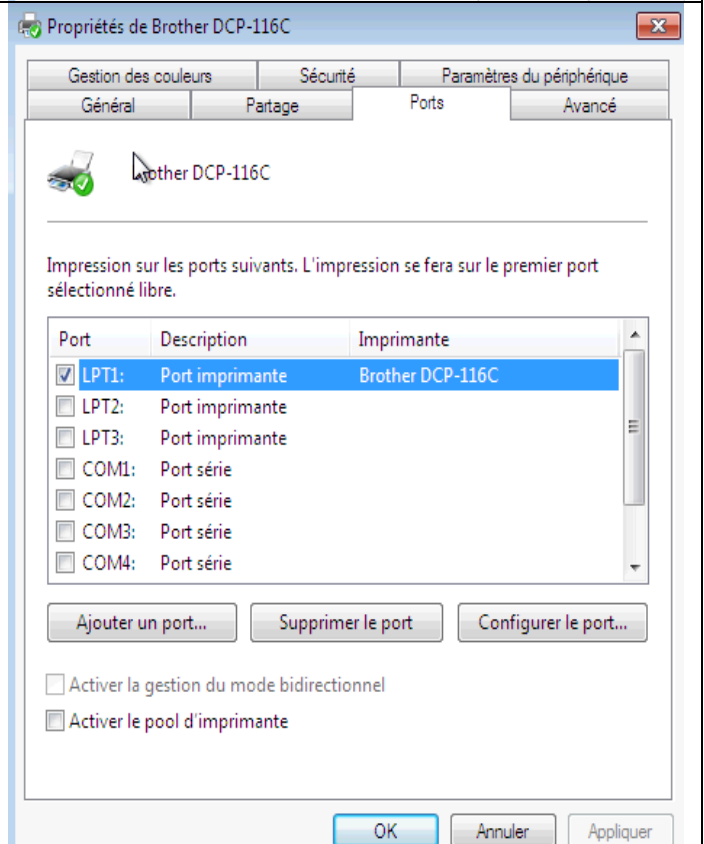 Propriétés de Brother DCP-116C
Gestion des couleurs Sécurité Paramètres du périphérique
Général Partage Ports Avancé
other DCP-116C
Impression sur les ports suivants. L'impression se fera sur le premier port
sélectionné libre.
Port Description Imprimante
LPT1: Port imprimante Brother DCP-116C
LPT2: Port imprimante
LPT3: Port imprimante
COM1: Port série
COM2: Port série
COM3: Port série
COM4: Port série
Ajouter un port... Supprimer le port Configurer le port...
Activer la gestion du mode bidirectionnel
Activer le pool d'imprimante
OK Annuler Appliquer